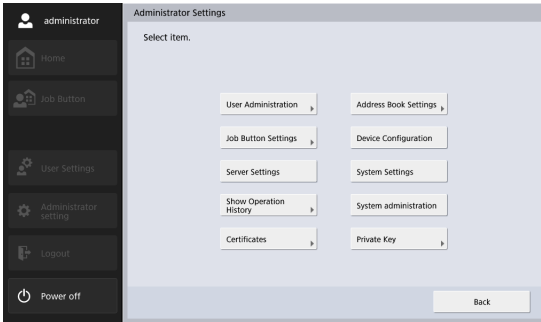 administrator
Home
Job Button
User Settings
Administrator
setting
Logout
Power off
Administrator Settings
Select item.
User Administration
Address Book Settings
Job Button Settings
Device Configuration
Server Settings
System Settings
Show Operation
History
System administration
Certificates
Private Key
Back